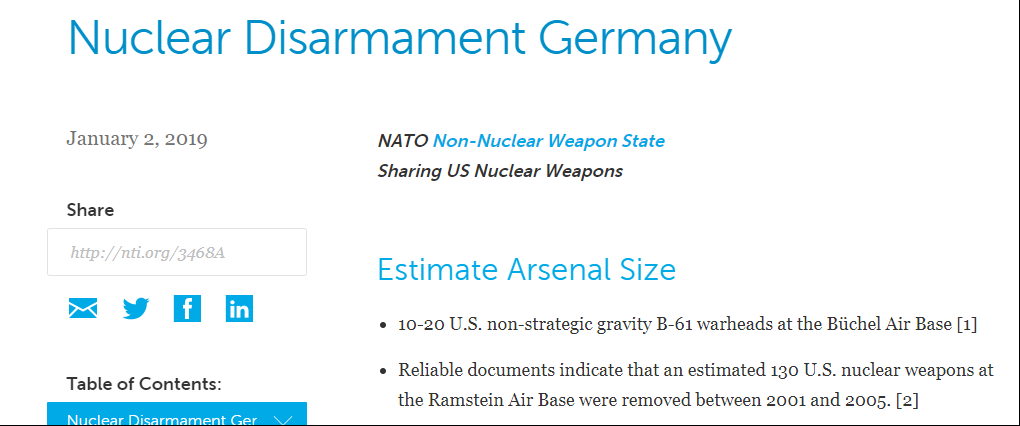 Nuclear Disarmament Germany
January 2, 2019
Share
http://nti.org/3468A
Table of Contents:
Nuclear Disarmament Ger
NATO Non-Nuclear Weapon State
Sharing US Nuclear Weapons
Estimate Arsenal Size
• 10-20 U.S. non-strategic gravity B-61 warheads at the Büchel Air Base [1]
• Reliable documents indicate that an estimated 130 U.S. nuclear weapons at
the Ramstein Air Base were removed between 2001 and 2005. [2]